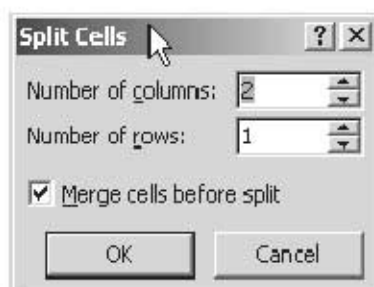 Split Cells ? ×
Number of columns: 2
Number of rows: 1
Merge cells before split
OK Cancel